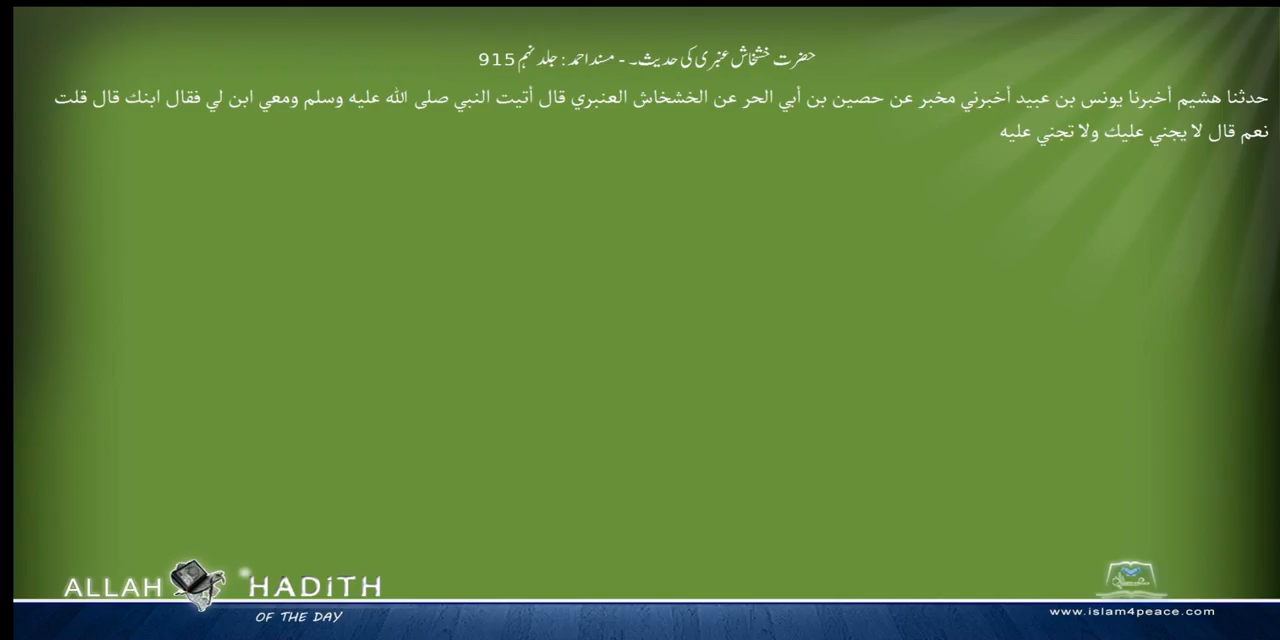 حضرت خشخاش عنبری کی حدیث۔ - مسند احمد : جلد نہم 915
حدثنا هشيم أخبرنا يونس بن عبيد أخبرني مخبر عن حصين بن أبي الحر عن الخشخاش العنبري قال أتيت النبي صلى الله عليه وسلم ومعي ابن لي فقال ابنك قال قلت
نعم قال لا يجني عليك ولا تجني عليه
ALLAH HADITH
OF THE DAY
www.islam4peace.com